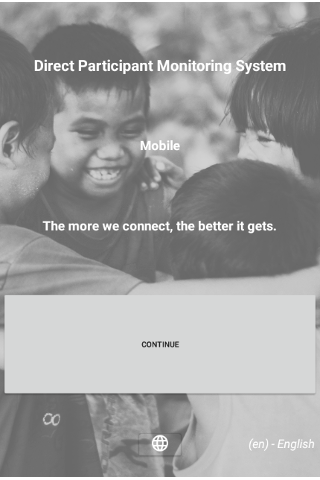 Direct Participant Monitoring System
Mobile
The more we connect, the better it gets.
CONTINUE
(en) - English